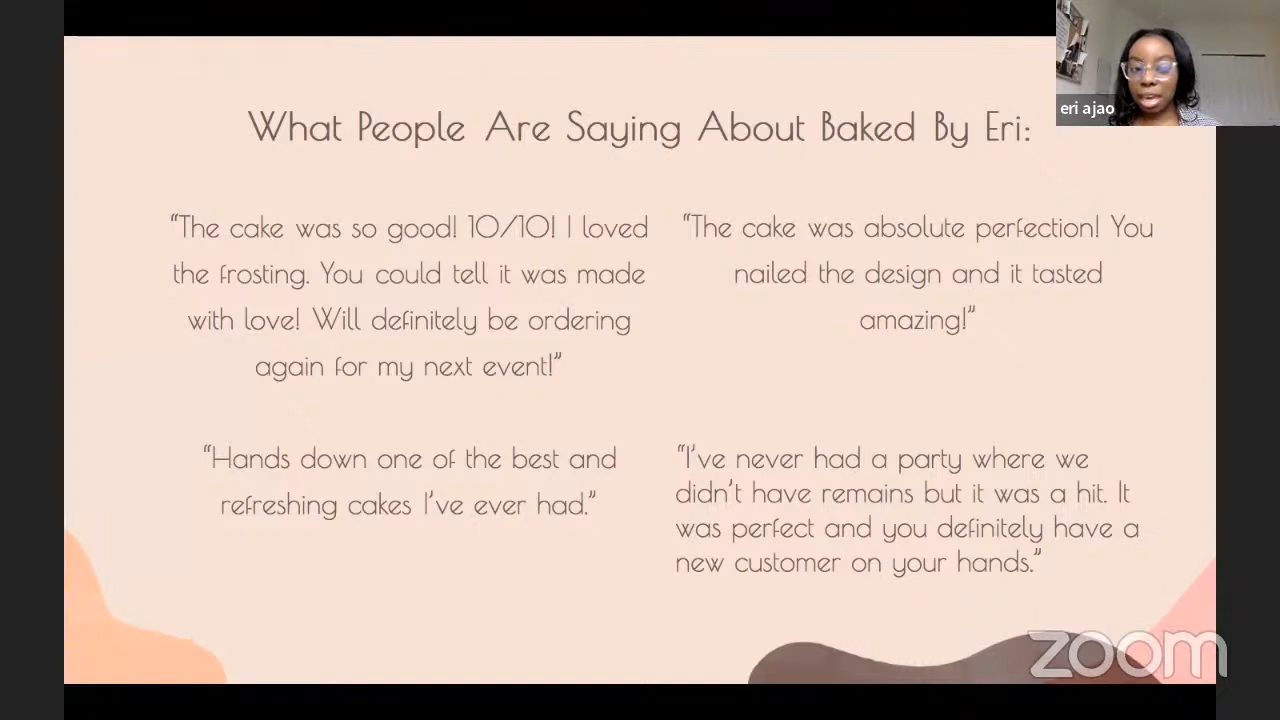 eri ajao
What People Are Saying About Baked By Eri:
“The cake was so good! 10/10! I loved
the frosting. You could tell it was made
with love! Will definitely be ordering
again for my next event!”
“The cake was absolute perfection! You
nailed the design and it tasted
amazing!”
“Hands down one of the best and
refreshing cakes I’ve ever had.”
“I’ve never had a party where we
didn’t have remains but it was a hit. It
was perfect and you definitely have a
new customer on your hands.”
zoom